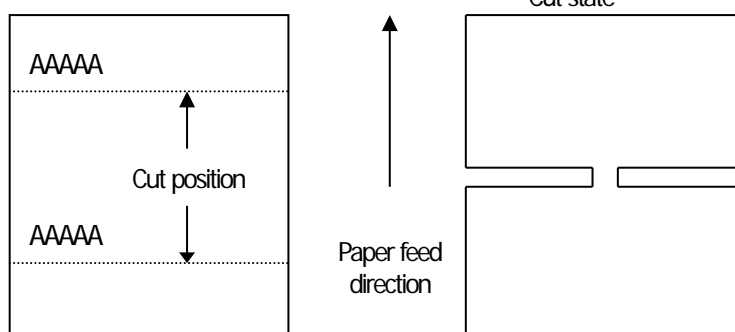 Cut state
AAAAA
Cut position
AAAAA
Paper feed
direction